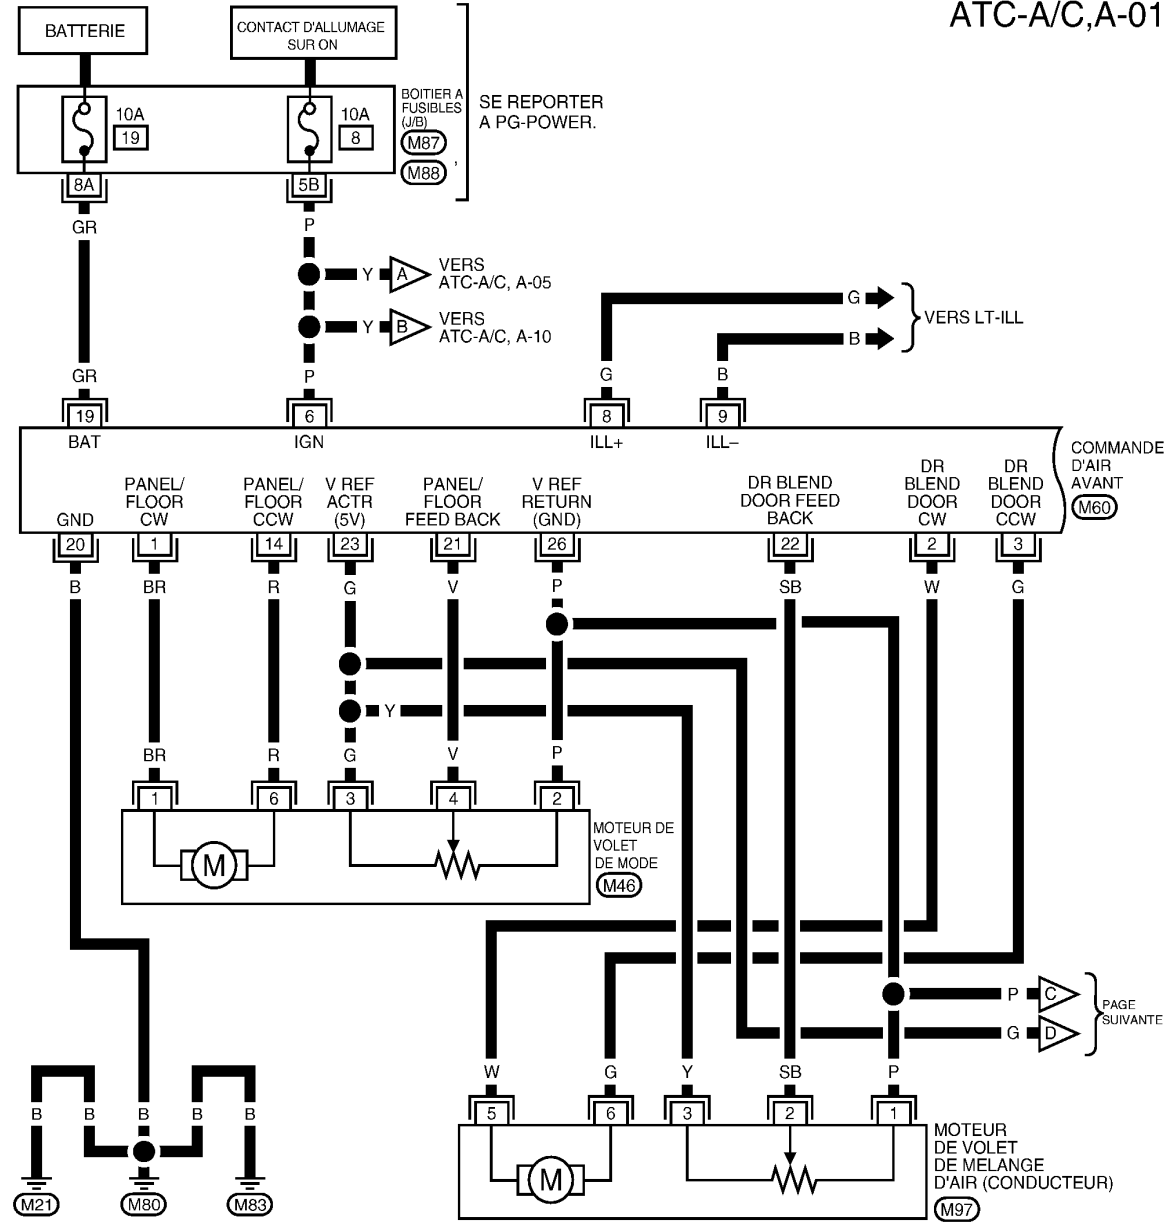 ATC-A/C,A-01
BATTERIE
CONTACT D'ALLUMAGE
SUR ON
10A
19
10A
8
BOITIER A
FUSIBLES
(J/B)
M87
M88 ,
SE REPORTER
A PG-POWER.
8A
5B
GR
P
Y
A
VERS
ATC-A/C, A-05
Y
B
VERS
ATC-A/C, A-10
G
B
VERS LT-ILL
GR
P
G
B
19
6
8
9
BAT
IGN
ILL+
ILL–
COMMANDE
D'AIR
AVANT
M60
GND
PANEL/
FLOOR
CW
PANEL/
FLOOR
CCW
V REF
ACTR
(5V)
PANEL/
FLOOR
FEED BACK
V REF
RETURN
(GND)
DR BLEND
DOOR FEED
BACK
DR
BLEND
DOOR
CW
DR
BLEND
DOOR
CCW
20
1
14
23
21
26
22
2
3
B
BR
R
G
V
P
SB
W
G
Y
BR
R
G
V
P
1
6
3
4
2
M
MOTEUR DE
VOLET
DE MODE
M46
P
C
G
D
PAGE
SUIVANTE
W
G
Y
SB
P
5
6
3
2
1
M
MOTEUR
DE VOLET
DE MELANGE
D'AIR (CONDUCTEUR)
M97
B
B
B
B
B
M21
M80
M83